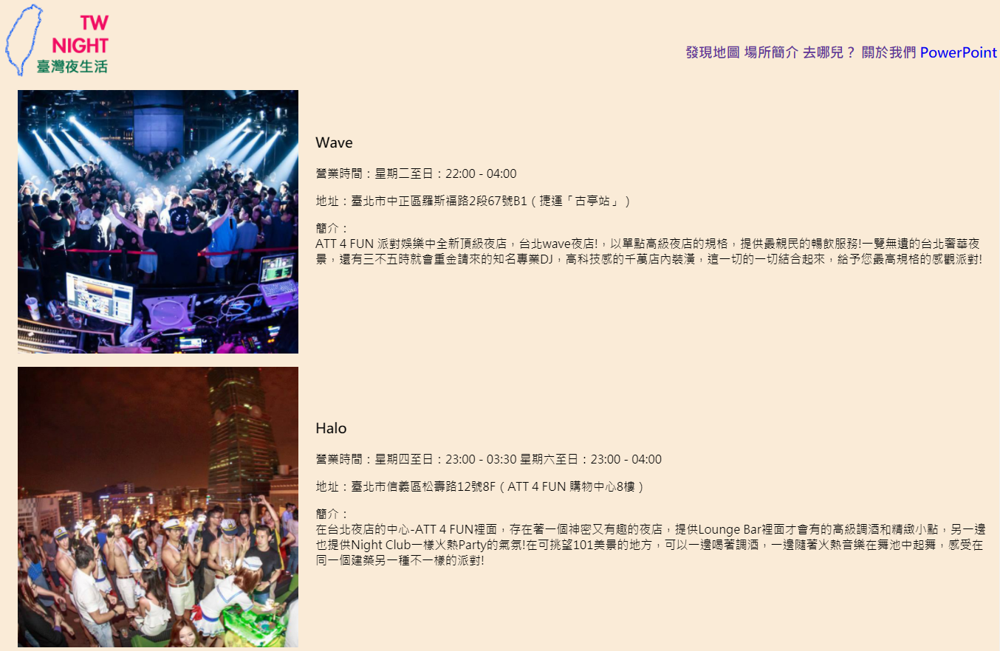 TW
NIGHT
臺灣夜生活
發現地圖 場所簡介 去哪兒？ 關於我們 PowerPoint
Wave
營業時間：星期二至日：22:00 - 04:00
地址：臺北市中正區羅斯福路2段67號B1（捷運「古亭站」）
簡介：
ATT 4 FUN 派對娛樂中全新頂級夜店，台北wave夜店!，以單點高級夜店的規格，提供最親民的暢飲服務!一覽無遺的台北奢華夜
景，還有三不五時就會重金請來的知名專業DJ，高科技感的千萬店內裝潢，這一切的一切結合起來，給予您最高規格的感觀派對!
Halo
營業時間：星期四至日：23:00 - 03:30 星期六至日：23:00 - 04:00
地址：臺北市信義區松壽路12號8F（ATT 4 FUN 購物中心8樓）
簡介：
在台北夜店的中心-ATT 4 FUN裡面，存在著一個神密又有趣的夜店，提供Lounge Bar裡面才會有的高級調酒和精緻小點，另一邊
也提供Night Club一樣火熱Party的氣氛!在可挑望101美景的地方，可以一邊喝著調酒，一邊隨著火熱音樂在舞池中起舞，感受在
同一個建築另一種不一樣的派對!